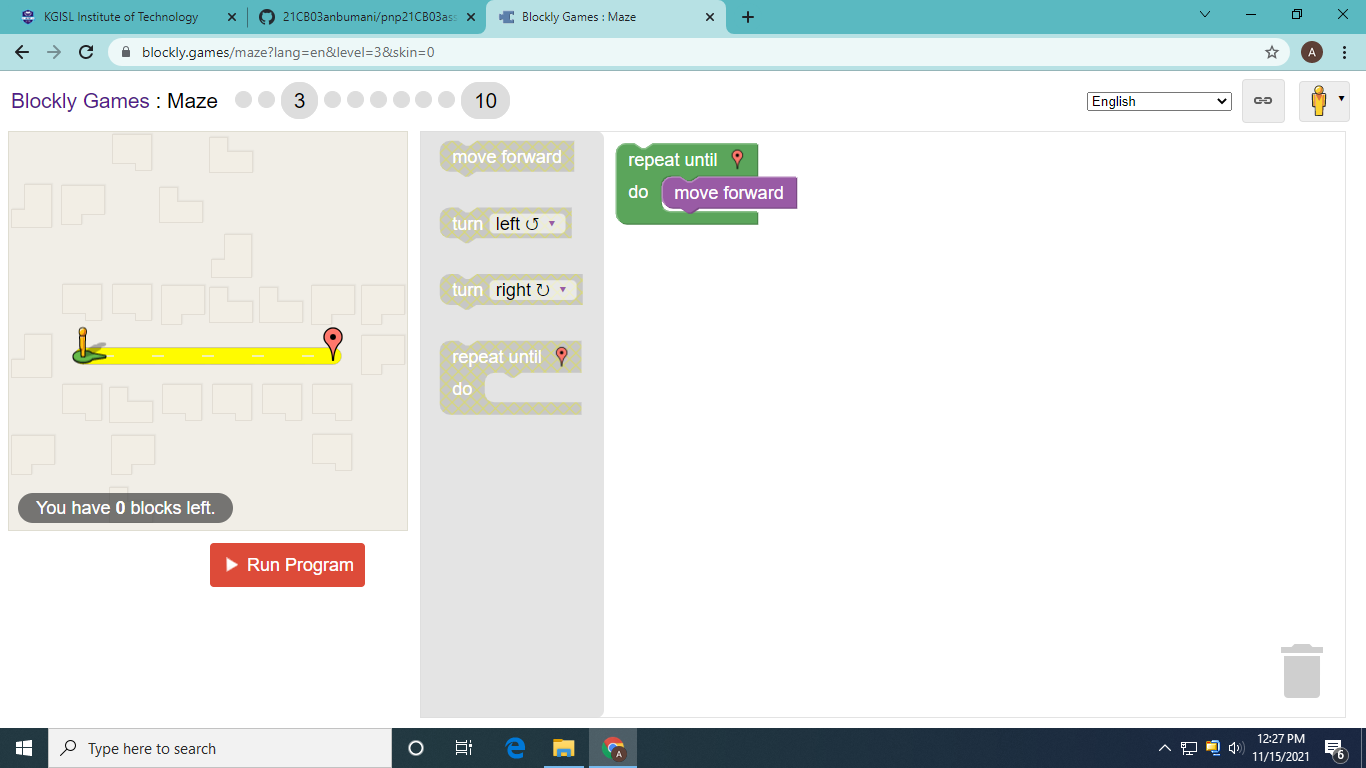 KGISL Institute of Technology
21CB03anbumani/pnp21CB03ass
Blockly Games : Maze
blockly.games/maze?lang=en&level=3&skin=0
A
Blockly Games : Maze
3
10
English
move forward
turn left ↺
turn right ↻
repeat until
do
repeat until
do move forward
You have 0 blocks left.
Run Program
Type here to search
A
12:27 PM
11/15/2021
6